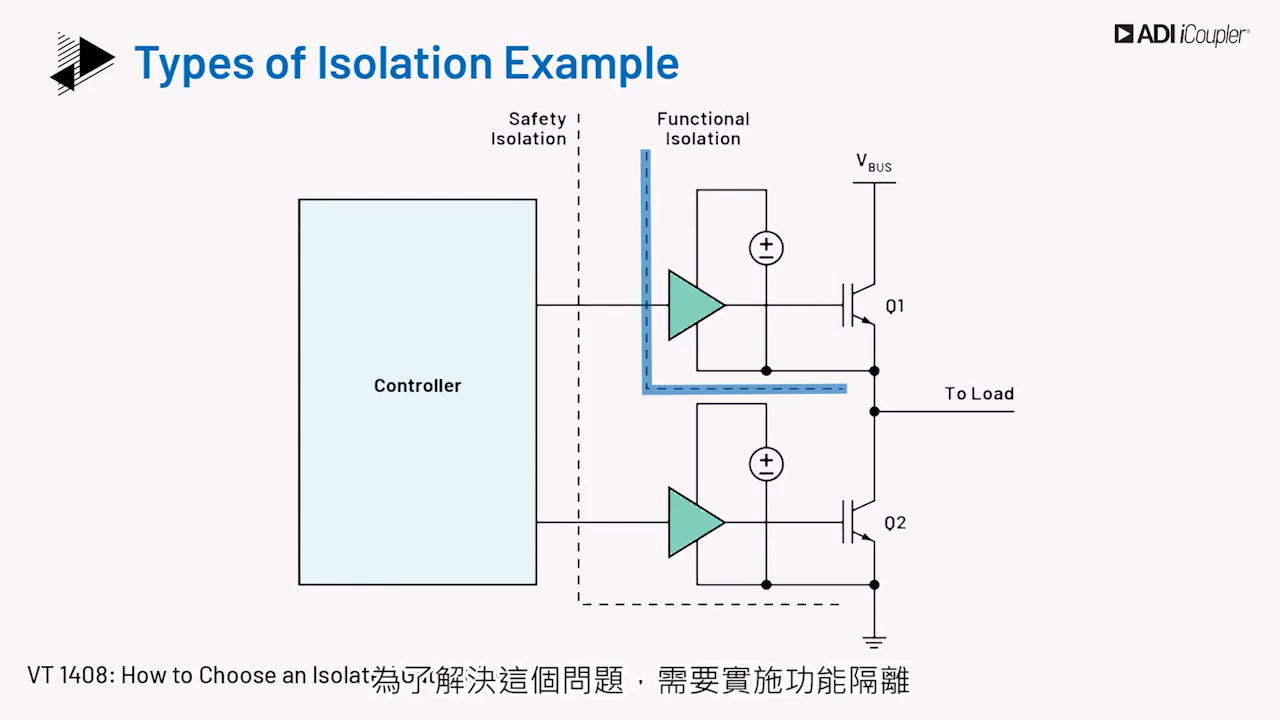 ADI iCoupler®
Types of Isolation Example
Safety
Isolation
Functional
Isolation
VBUS
Q1
Controller
To Load
Q2
VT 1408: How to Choose an Isolat
為了解決這個問題，需要實施功能隔離